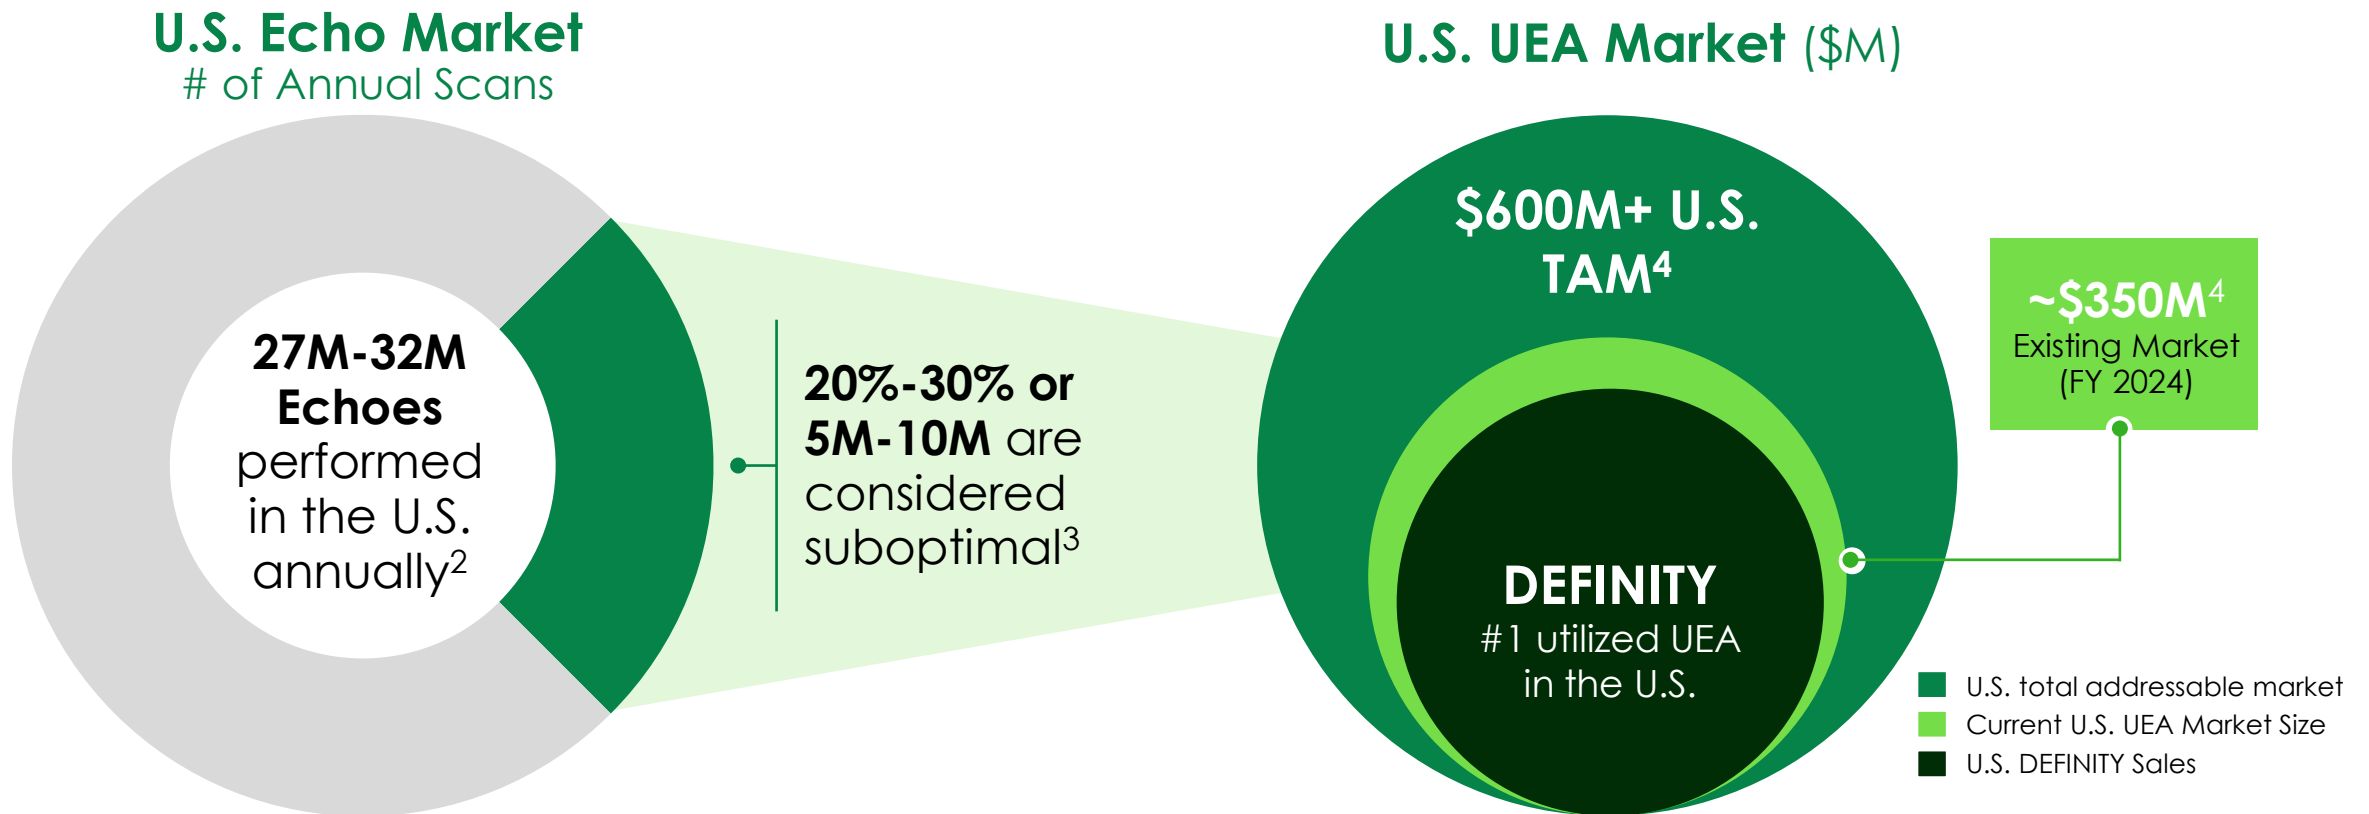 U.S. Echo Market
# of Annual Scans
27M-32M
Echoes
performed
in the U.S.
annually2
20%-30% or
5M-10M are
considered
suboptimal3
U.S. UEA Market ($M)
$600M+ U.S.
TAM4
DEFINITY
#1 utilized UEA
in the U.S.
~$350M4
Existing Market
(FY 2024)
U.S. total addressable market
Current U.S. UEA Market Size
U.S. DEFINITY Sales